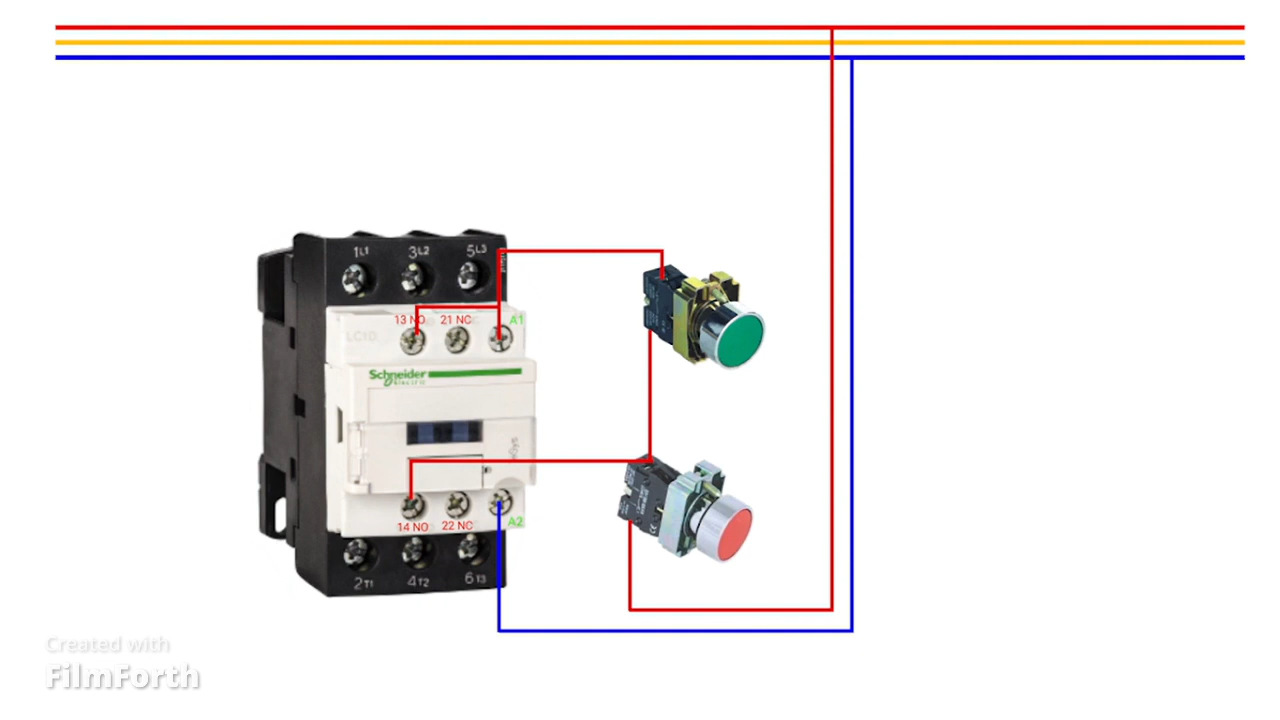 1L1 3L2 5L3
13 NO 21 NC A1
LC1D
Schneider
Electric
14 NO 22 NC A2
2T1 4T2 6T3
Created with
FilmForth